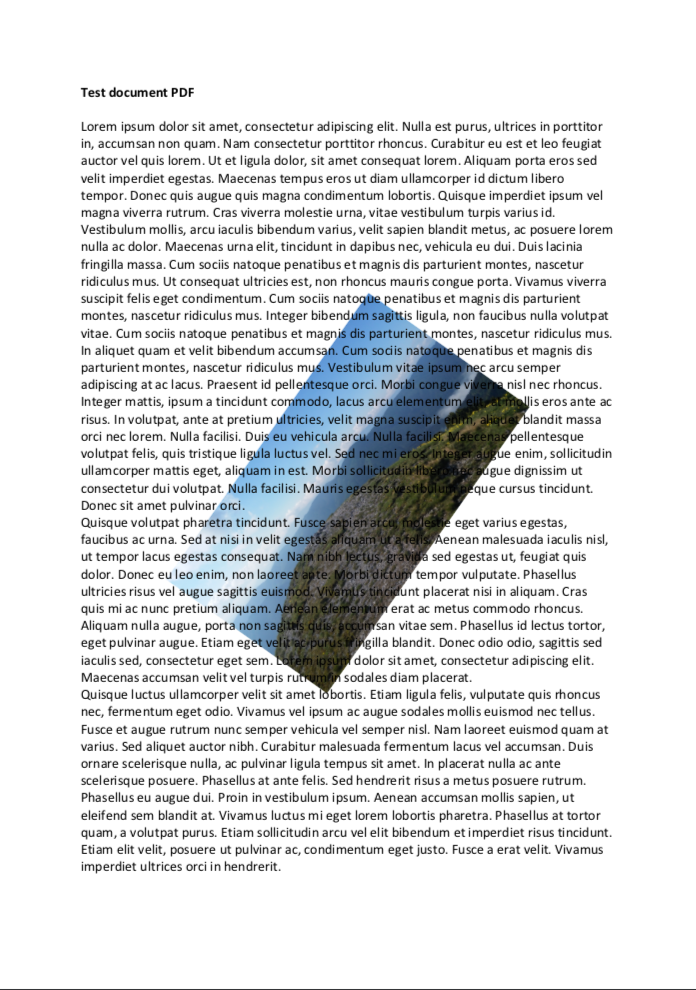 Test document PDF
Lorem ipsum dolor sit amet, consectetur adipiscing elit. Nulla est purus, ultrices in porttitor
in, accumsan non quam. Nam consectetur porttitor rhoncus. Curabitur eu est et leo feugiat
auctor vel quis lorem. Ut et ligula dolor, sit amet consequat lorem. Aliquam porta eros sed
velit imperdiet egestas. Maecenas tempus eros ut diam ullamcorper id dictum libero
tempor. Donec quis augue quis magna condimentum lobortis. Quisque imperdiet ipsum vel
magna viverra rutrum. Cras viverra molestie urna, vitae vestibulum turpis varius id.
Vestibulum mollis, arcu iaculis bibendum varius, velit sapien blandit metus, ac posuere lorem
nulla ac dolor. Maecenas urna elit, tincidunt in dapibus nec, vehicula eu dui. Duis lacinia
fringilla massa. Cum sociis natoque penatibus et magnis dis parturient montes, nascetur
ridiculus mus. Ut consequat ultricies est, non rhoncus mauris congue porta. Vivamus viverra
suscipit felis eget condimentum. Cum sociis natoque penatibus et magnis dis parturient
montes, nascetur ridiculus mus. Integer bibendum sagittis ligula, non faucibus nulla volutpat
vitae. Cum sociis natoque penatibus et magnis dis parturient montes, nascetur ridiculus mus.
In aliquet quam et velit bibendum accumsan. Cum sociis natoque penatibus et magnis dis
parturient montes, nascetur ridiculus mus. Vestibulum vitae ipsum nec arcu semper
adipiscing at ac lacus. Praesent id pellentesque orci. Morbi congue viverra nisl nec rhoncus.
Integer mattis, ipsum a tincidunt commodo, lacus arcu elementum elit, at mollis eros ante ac
risus. In volutpat, ante at pretium ultricies, velit magna suscipit enim, aliquet blandit massa
orci nec lorem. Nulla facilisi. Duis eu vehicula arcu. Nulla facilisi. Maecenas pellentesque
volutpat felis, quis tristique ligula luctus vel. Sed nec mi eros. Integer augue enim, sollicitudin
ullamcorper mattis eget, aliquam in est. Morbi sollicitudin libero nec augue dignissim ut
consectetur dui volutpat. Nulla facilisi. Mauris egestas vestibulum neque cursus tincidunt.
Donec sit amet pulvinar orci.
Quisque volutpat pharetra tincidunt. Fusce sapien arcu, molestie eget varius egestas,
faucibus ac urna. Sed at nisi in velit egestas aliquam ut a felis. Aenean malesuada iaculis nisl,
ut tempor lacus egestas consequat. Nam nibh lectus, gravida sed egestas ut, feugiat quis
dolor. Donec eu leo enim, non laoreet ante. Morbi dictum tempor vulputate. Phasellus
ultricies risus vel augue sagittis euismod. Vivamus tincidunt placerat nisi in aliquam. Cras
quis mi ac nunc pretium aliquam. Aenean elementum erat ac metus commodo rhoncus.
Aliquam nulla augue, porta non sagittis quis, accumsan vitae sem. Phasellus id lectus tortor,
eget pulvinar augue. Etiam eget velit ac purus fringilla blandit. Donec odio odio, sagittis sed
iaculis sed, consectetur eget sem. Lorem ipsum dolor sit amet, consectetur adipiscing elit.
Maecenas accumsan velit vel turpis rutrum in sodales diam placerat.
Quisque luctus ullamcorper velit sit amet lobortis. Etiam ligula felis, vulputate quis rhoncus
nec, fermentum eget odio. Vivamus vel ipsum ac augue sodales mollis euismod nec tellus.
Fusce et augue rutrum nunc semper vehicula vel semper nisl. Nam laoreet euismod quam at
varius. Sed aliquet auctor nibh. Curabitur malesuada fermentum lacus vel accumsan. Duis
ornare scelerisque nulla, ac pulvinar ligula tempus sit amet. In placerat nulla ac ante
scelerisque posuere. Phasellus at ante felis. Sed hendrerit risus a metus posuere rutrum.
Phasellus eu augue dui. Proin in vestibulum ipsum. Aenean accumsan mollis sapien, ut
eleifend sem blandit at. Vivamus luctus mi eget lorem lobortis pharetra. Phasellus at tortor
quam, a volutpat purus. Etiam sollicitudin arcu vel elit bibendum et imperdiet risus tincidunt.
Etiam elit velit, posuere ut pulvinar ac, condimentum eget justo. Fusce a erat velit. Vivamus
imperdiet ultrices orci in hendrerit.